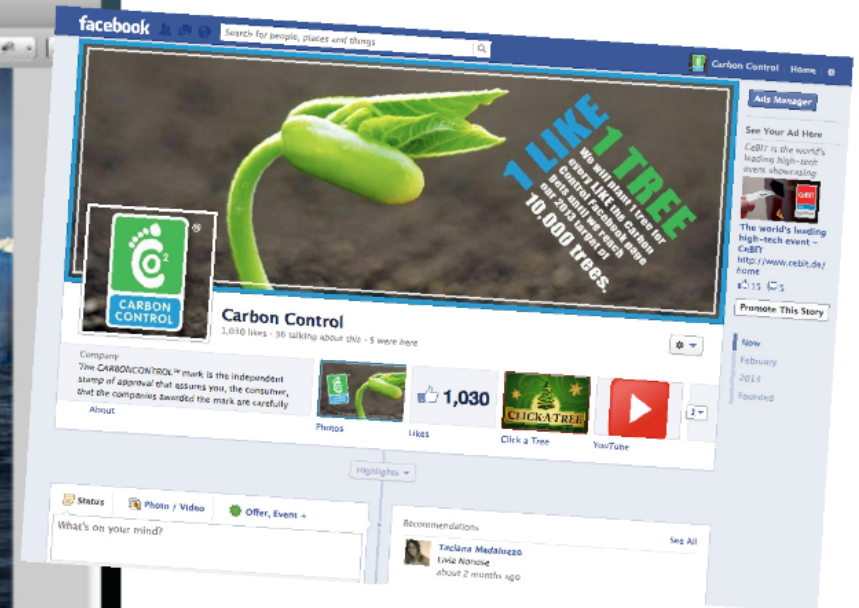 facebook
Search for people, places and things
Carbon Control
Home
Ads Manager
See Your Ad Here
CeBIT is the world's
leading high-tech
event showcasing
The world's leading
high-tech event -
CeBIT
http://www.cebit.de/
home
15
5
Promote This Story
1 LIKE 1 TREE
We will plant 1 tree for
every LIKE the Carbon
Control Facebook page
gets until we reach
our 2013 target of
10,000 trees.
CO2
®
CARBON
CONTROL
Carbon Control
1,030 likes · 36 talking about this · 5 were here
Now
February
2013
Founded
Company
The CARBONCONTROL™ mark is the independent
stamp of approval that assures you, the consumer,
that the companies awarded the mark are carefully
About
Photos
1,030
Likes
CLICK-A-TREE
Click a Tree
YouTube
1
Highlights
Status
Photo / Video
Offer, Event +
What's on your mind?
Recommendations
See All
about 2 months ago